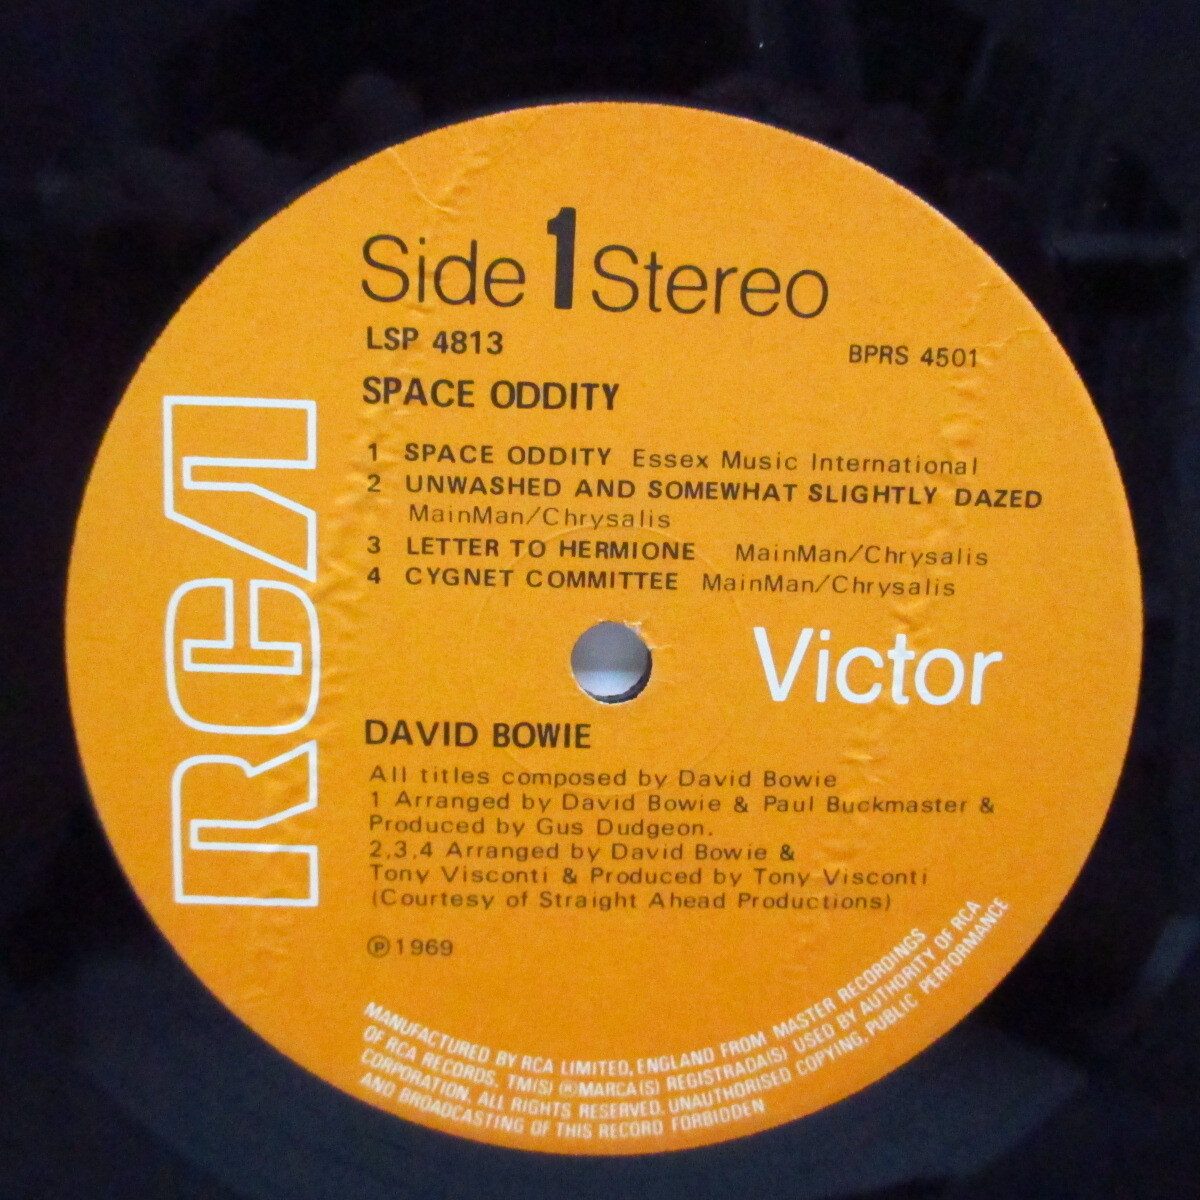 Side 1 Stereo
LSP 4813
BPRS 4501
SPACE ODDITY
1 SPACE ODDITY Essex Music International
2 UNWASHED AND SOMEWHAT SLIGHTLY DAZED
MainMan/Chrysalis
3 LETTER TO HERMIONE MainMan/Chrysalis
4 CYGNET COMMITTEE MainMan/Chrysalis
RCA
Victor
DAVID BOWIE
All titles composed by David Bowie
1 Arranged by David Bowie & Paul Buckmaster &
Produced by Gus Dudgeon.
2,3,4 Arranged by David Bowie &
Tony Visconti & Produced by Tony Visconti
(Courtesy of Straight Ahead Productions)
℗1969
MANUFACTURED BY RCA LIMITED, ENGLAND FROM MASTER RECORDINGS
OF RCA RECORDS. TM(S) ®MARCA(S) REGISTRADA(S) USED BY AUTHORITY OF RCA
CORPORATION. ALL RIGHTS RESERVED. UNAUTHORISED COPYING, PUBLIC PERFORMANCE
AND BROADCASTING OF THIS RECORD FORBIDDEN